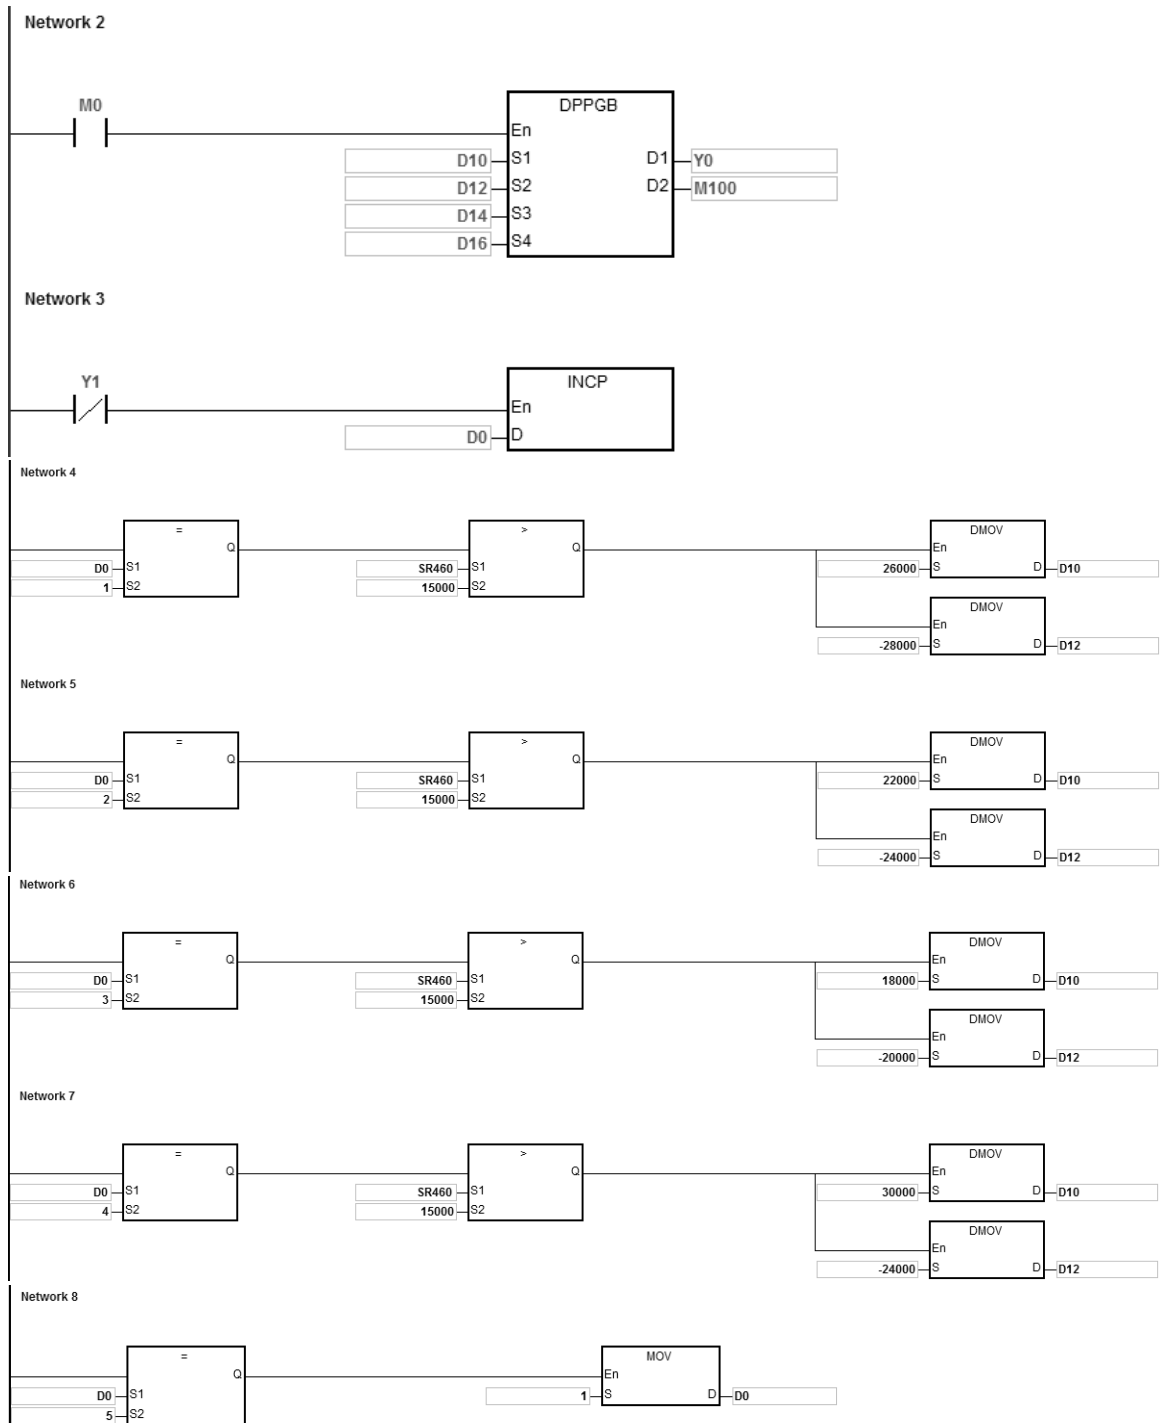 Network 2
M0
DPPGB
En
D10 S1 D1 Y0
D12 S2 D2 M100
D14 S3
D16 S4
Network 3
Y1
INCP
En
D0 D
Network 4
= > DMOV
Q Q En
D0 S1 SR460 S1 26000 S D D10
1 S2 15000 S2
DMOV
En
-28000 S D D12
Network 5
= > DMOV
Q Q En
D0 S1 SR460 S1 22000 S D D10
2 S2 15000 S2
DMOV
En
-24000 S D D12
Network 6
= > DMOV
Q Q En
D0 S1 SR460 S1 18000 S D D10
3 S2 15000 S2
DMOV
En
-20000 S D D12
Network 7
= > DMOV
Q Q En
D0 S1 SR460 S1 30000 S D D10
4 S2 15000 S2
DMOV
En
-24000 S D D12
Network 8
= MOV
Q En
D0 S1 1 S D D0
5 S2